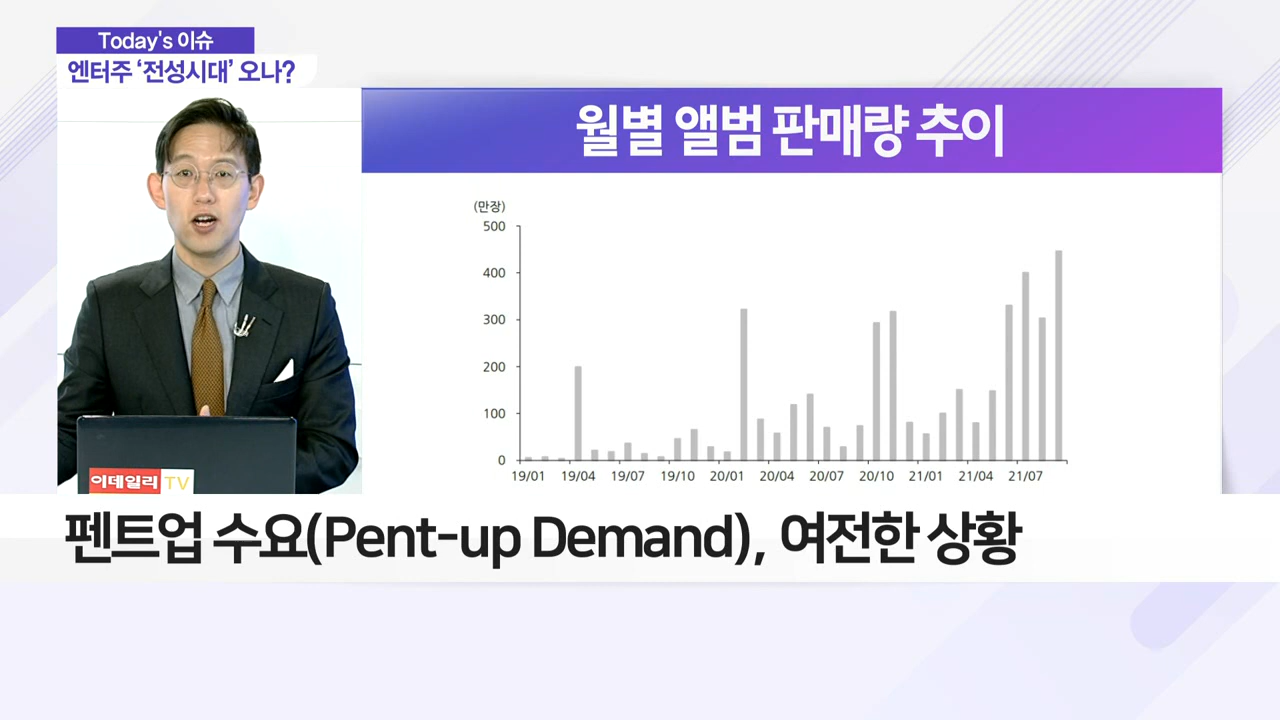 Today's 이슈
엔터주 ‘전성시대’ 오나?
월별 앨범 판매량 추이
(만장)
500
400
300
200
100
0
19/01 19/04 19/07 19/10 20/01 20/04 20/07 20/10 21/01 21/04 21/07
이데일리 TV
펜트업 수요(Pent-up Demand), 여전한 상황